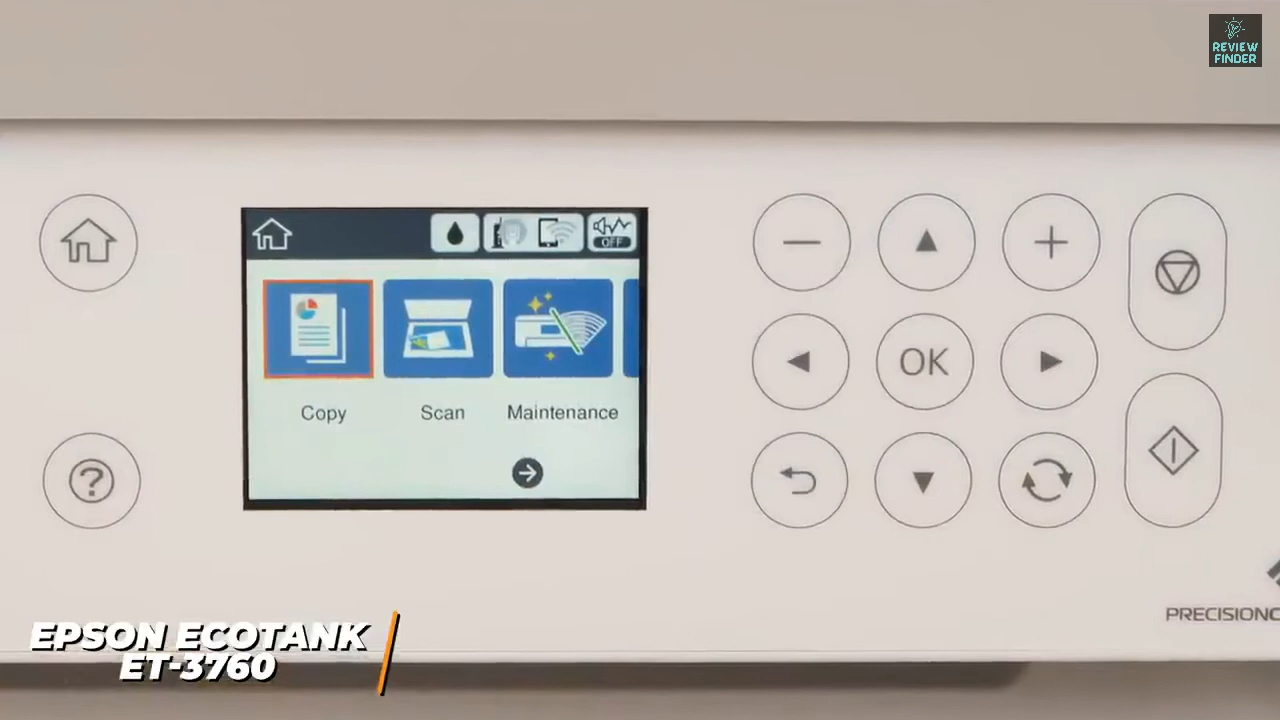 REVIEW
FINDER
OFF
Copy
Scan
Maintenance
OK
PRECISIONC
EPSON ECOTANK
ET-3760